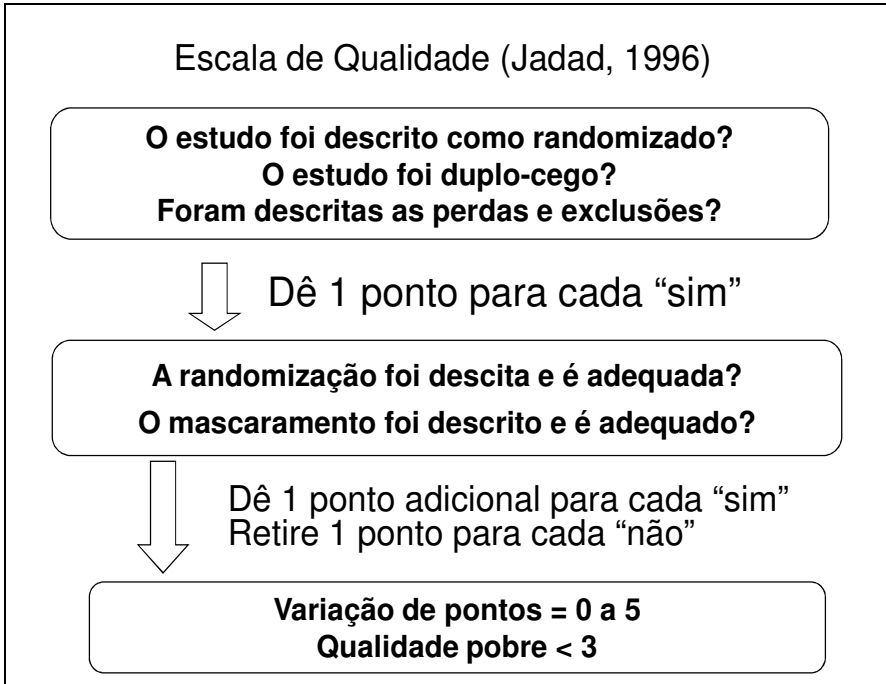 Escala de Qualidade (Jadad, 1996)
O estudo foi descrito como randomizado?
O estudo foi duplo-cego?
Foram descritas as perdas e exclusões?
Dê 1 ponto para cada “sim”
A randomização foi descita e é adequada?
O mascaramento foi descrito e é adequado?
Dê 1 ponto adicional para cada “sim”
Retire 1 ponto para cada “não”
Variação de pontos = 0 a 5
Qualidade pobre < 3